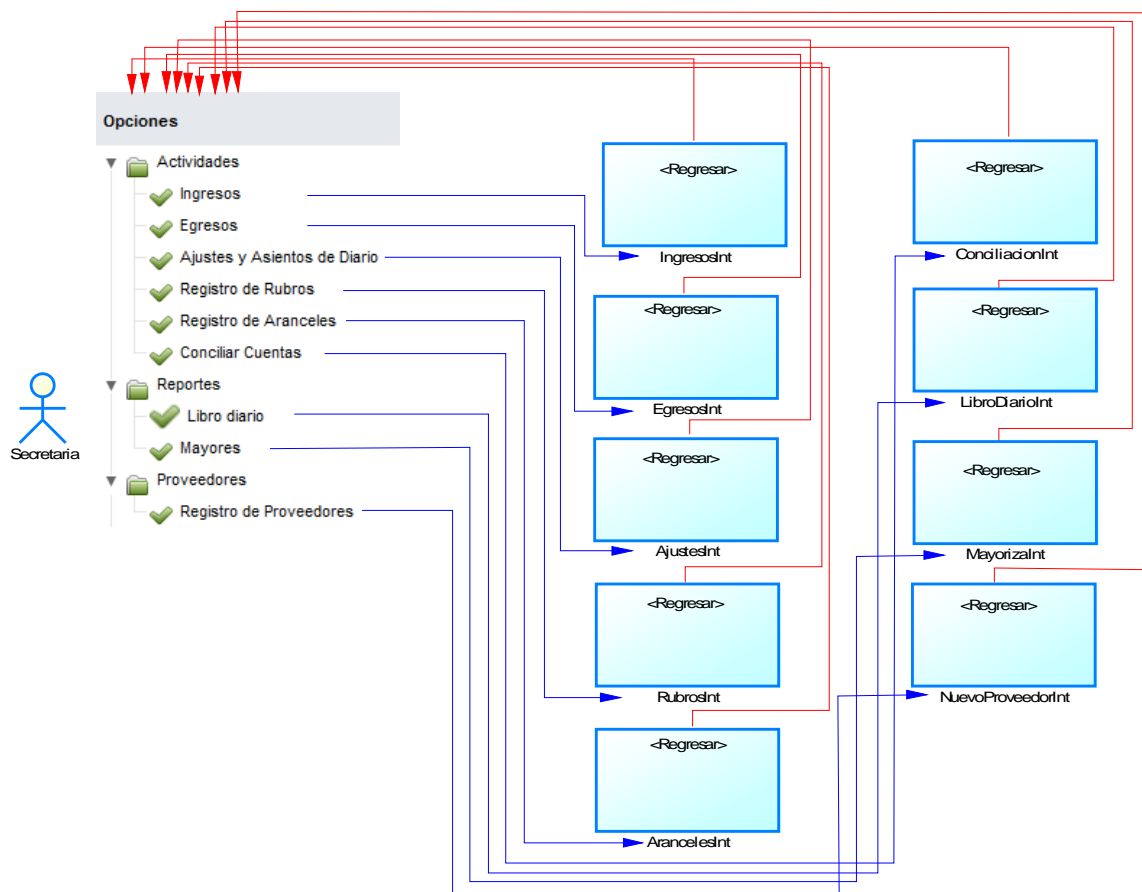 Opciones
Actividades
Ingresos
Egresos
Ajustes y Asientos de Diario
Registro de Rubros
Registro de Aranceles
Conciliar Cuentas
Reportes
Libro diario
Mayores
Proveedores
Registro de Proveedores
Secretaria
<Regresar>
IngresosInt
<Regresar>
EgresosInt
<Regresar>
AjustesInt
<Regresar>
RubrosInt
<Regresar>
ArancelesInt
<Regresar>
ConciliacionInt
<Regresar>
LibroDiarioInt
<Regresar>
MayorizaInt
<Regresar>
NuevoProveedorInt